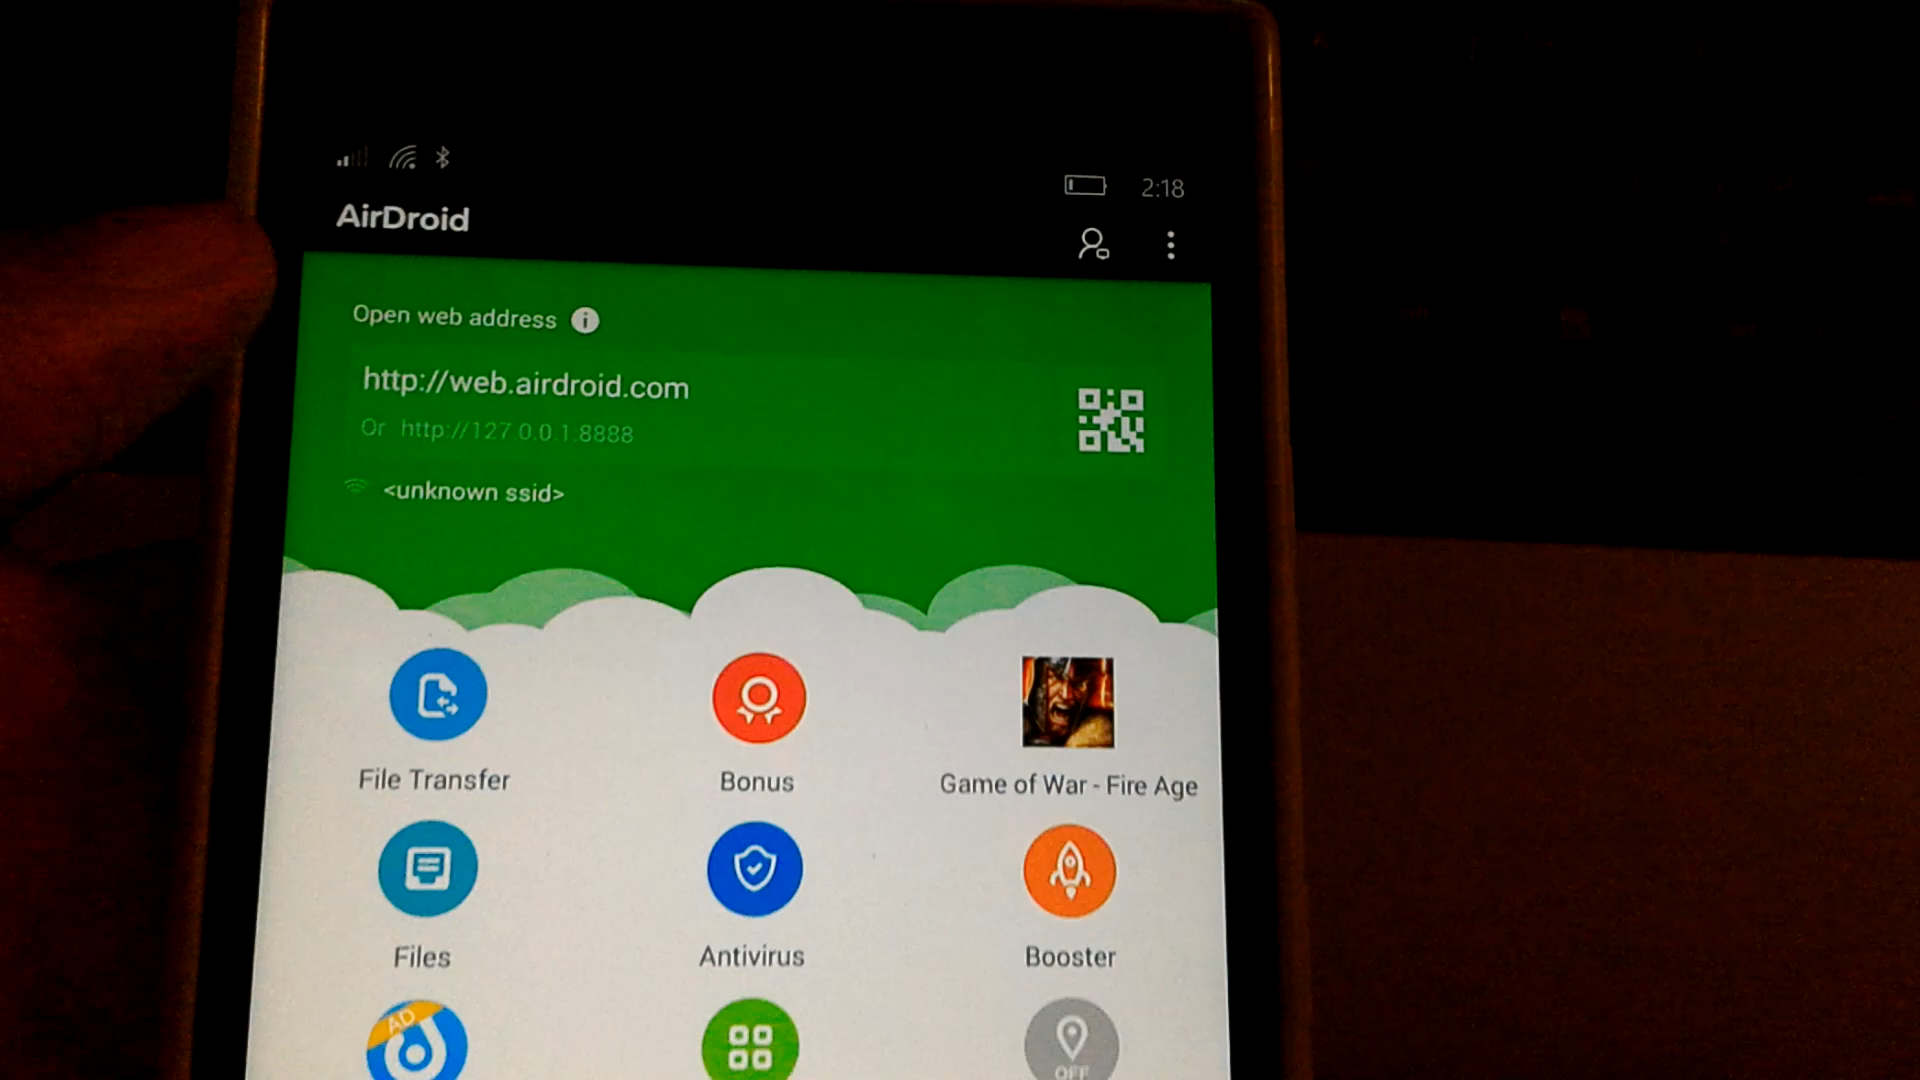 2:18
AirDroid
Open web address
http://web.airdroid.com
Or http://127.0.0.1:8888
<unknown ssid>
File Transfer
Bonus
Game of War - Fire Age
Files
Antivirus
Booster
AD
OFF